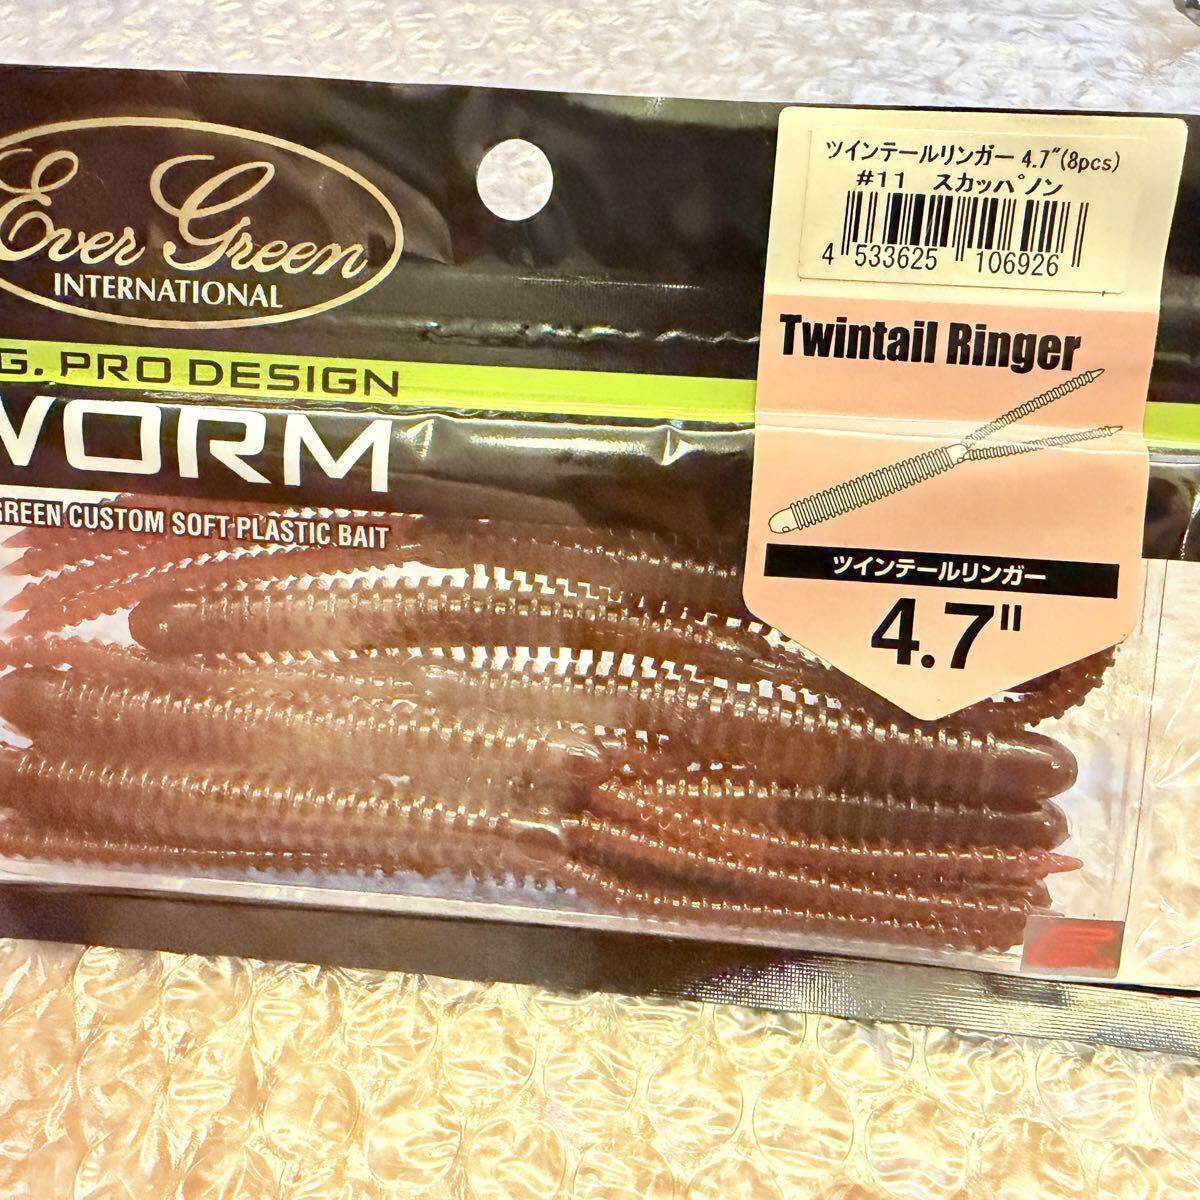 Ever Green
INTERNATIONAL
G. PRO DESIGN
WORM
GREEN CUSTOM SOFT PLASTIC BAIT
ツインテールリンガー 4.7"(8pcs)
#11 スカッパノン
4 533625 106926
Twintail Ringer
ツインテールリンガー
4.7"